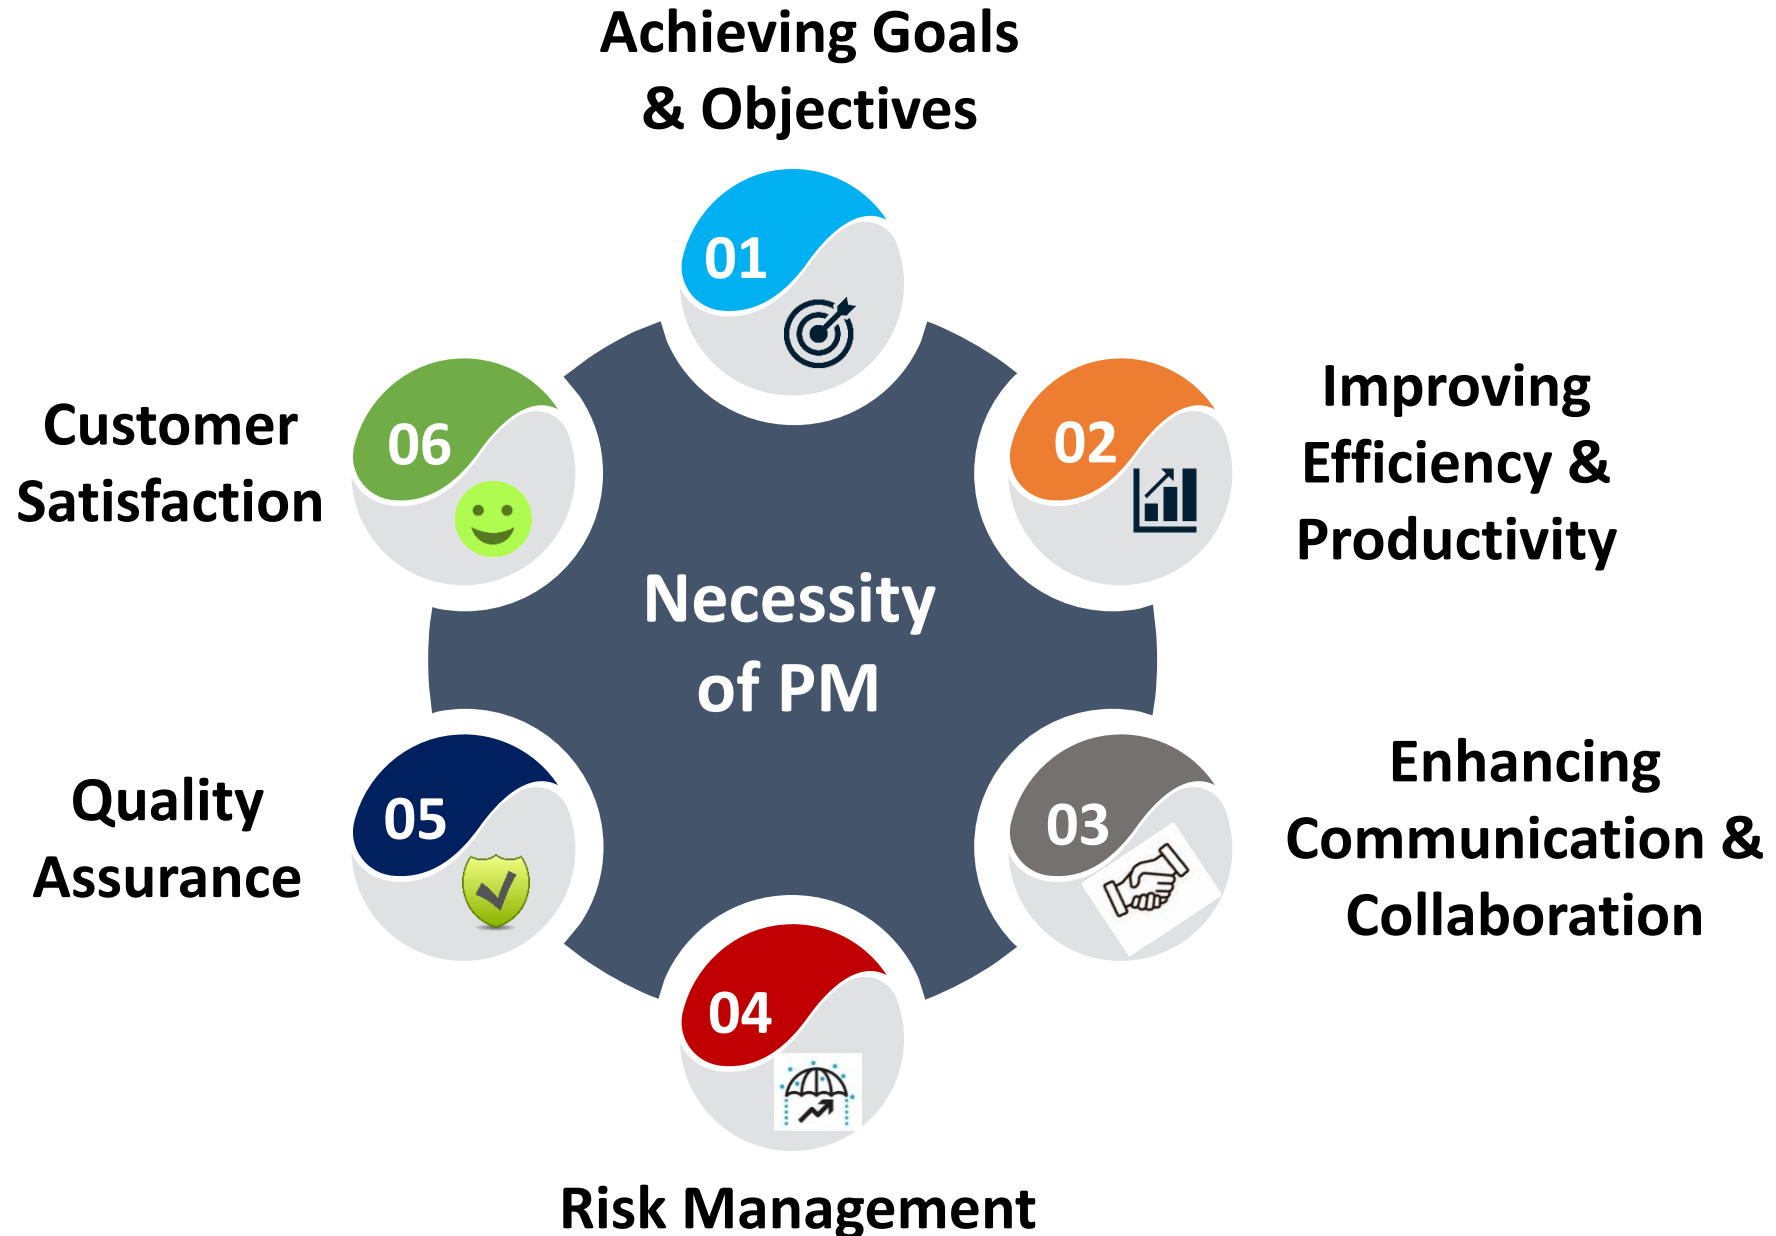 Achieving Goals
& Objectives
01
02
Improving
Efficiency &
Productivity
03
Enhancing
Communication &
Collaboration
04
Risk Management
05
Quality
Assurance
06
Customer
Satisfaction
Necessity
of PM